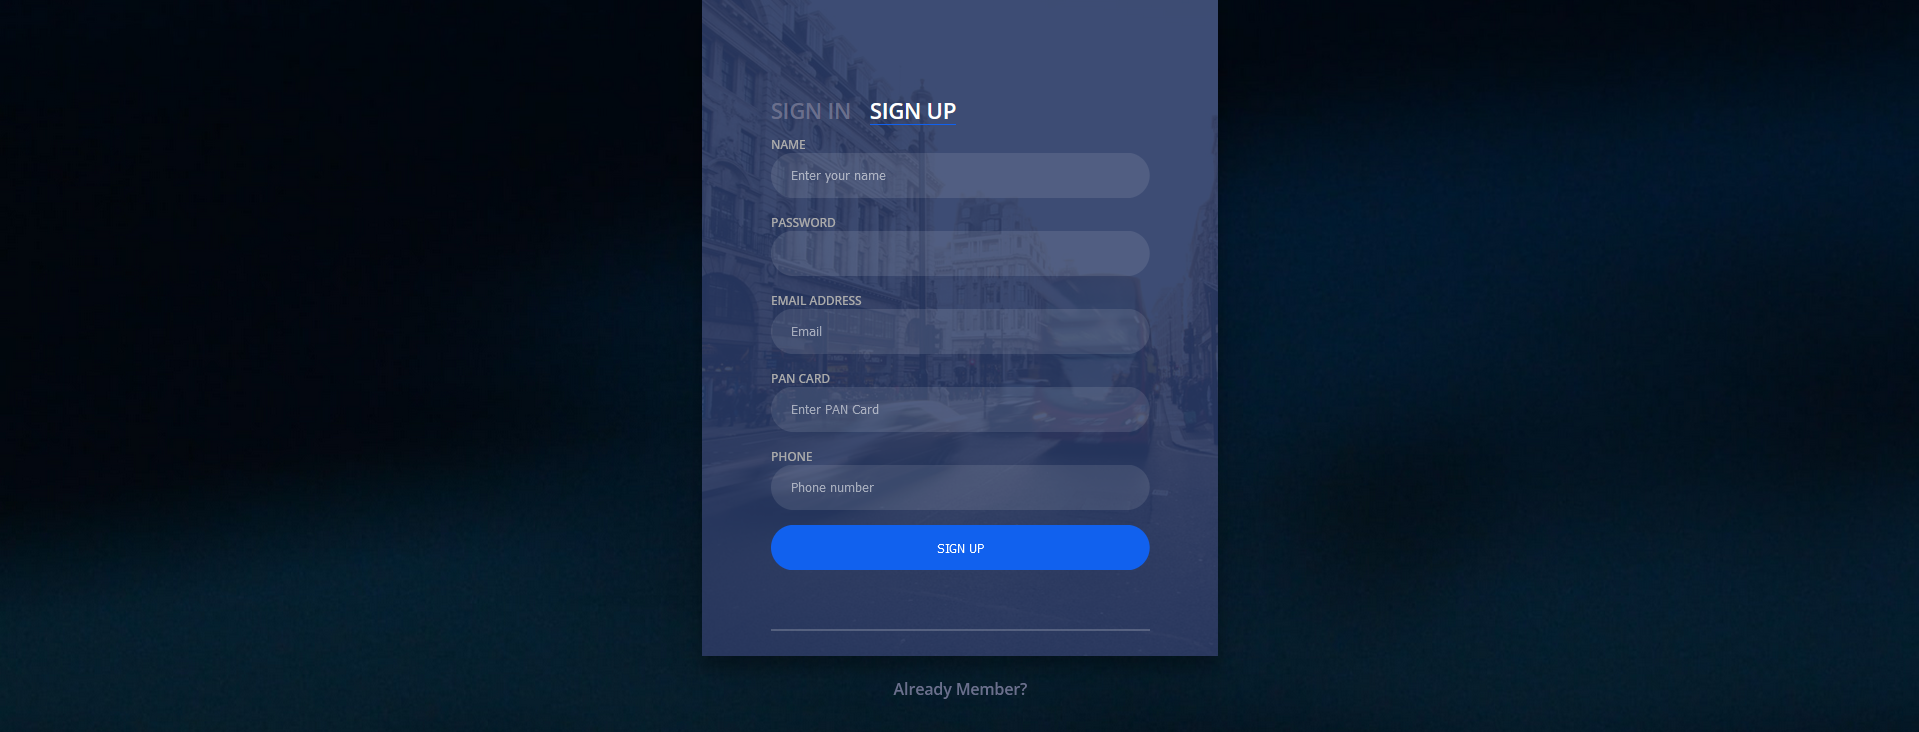 SIGN IN SIGN UP
NAME
Enter your name
PASSWORD
EMAIL ADDRESS
Email
PAN CARD
Enter PAN Card
PHONE
Phone number
SIGN UP
Already Member?